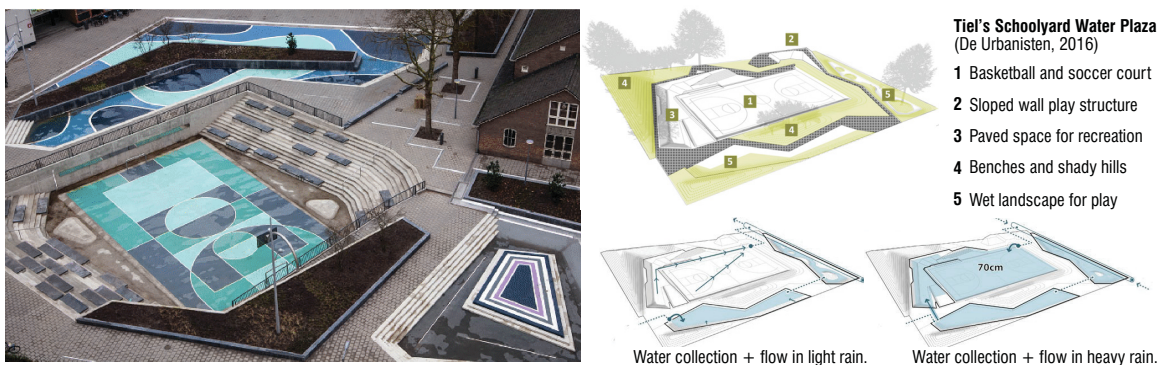 Tiel's Schoolyard Water Plaza
(De Urbanisten, 2016)
1 Basketball and soccer court
2 Sloped wall play structure
3 Paved space for recreation
4 Benches and shady hills
5 Wet landscape for play
2
4
1
5
3
4
5
70cm
Water collection + flow in light rain.
Water collection + flow in heavy rain.